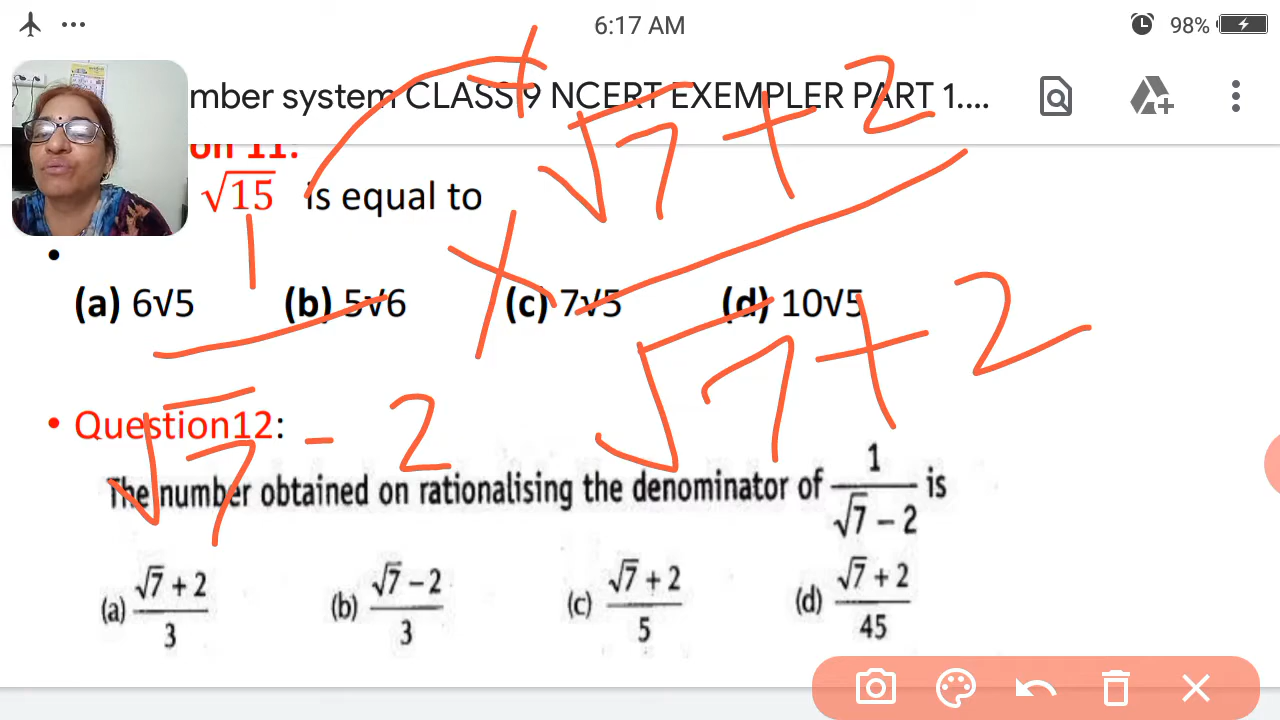 6:17 AM 98%
mber system CLASS 9 NCERT EXEMPLER PART 1....
on 11:
√15 is equal to
(a) 6√5 (b) 5√6 (c) 7√5 (d) 10√5
1/√7 - 2 × √7 + 2/√7 + 2
• Question12:
The number obtained on rationalising the denominator of 1/√7 – 2 is
(a) √7 + 2/3 (b) √7 – 2/3 (c) √7 + 2/5 (d) √7 + 2/45